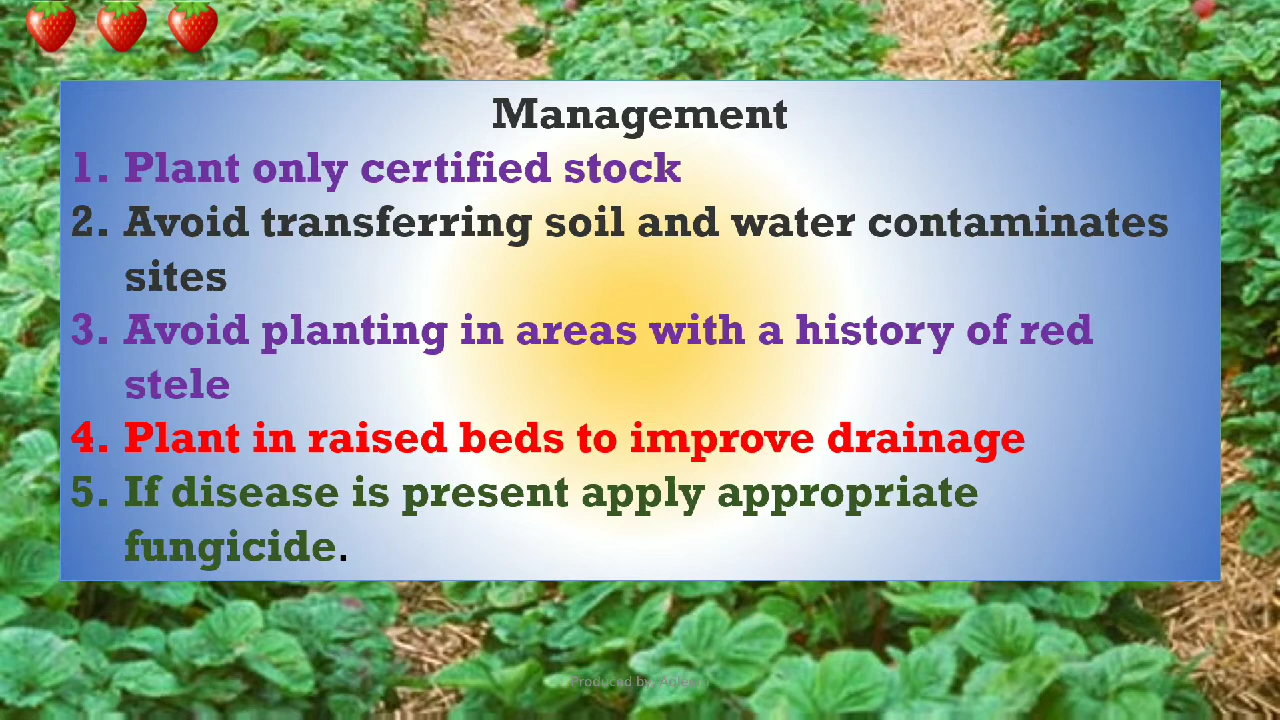 Management
1. Plant only certified stock
2. Avoid transferring soil and water contaminates
sites
3. Avoid planting in areas with a history of red
stele
4. Plant in raised beds to improve drainage
5. If disease is present apply appropriate
fungicide.
Produced by